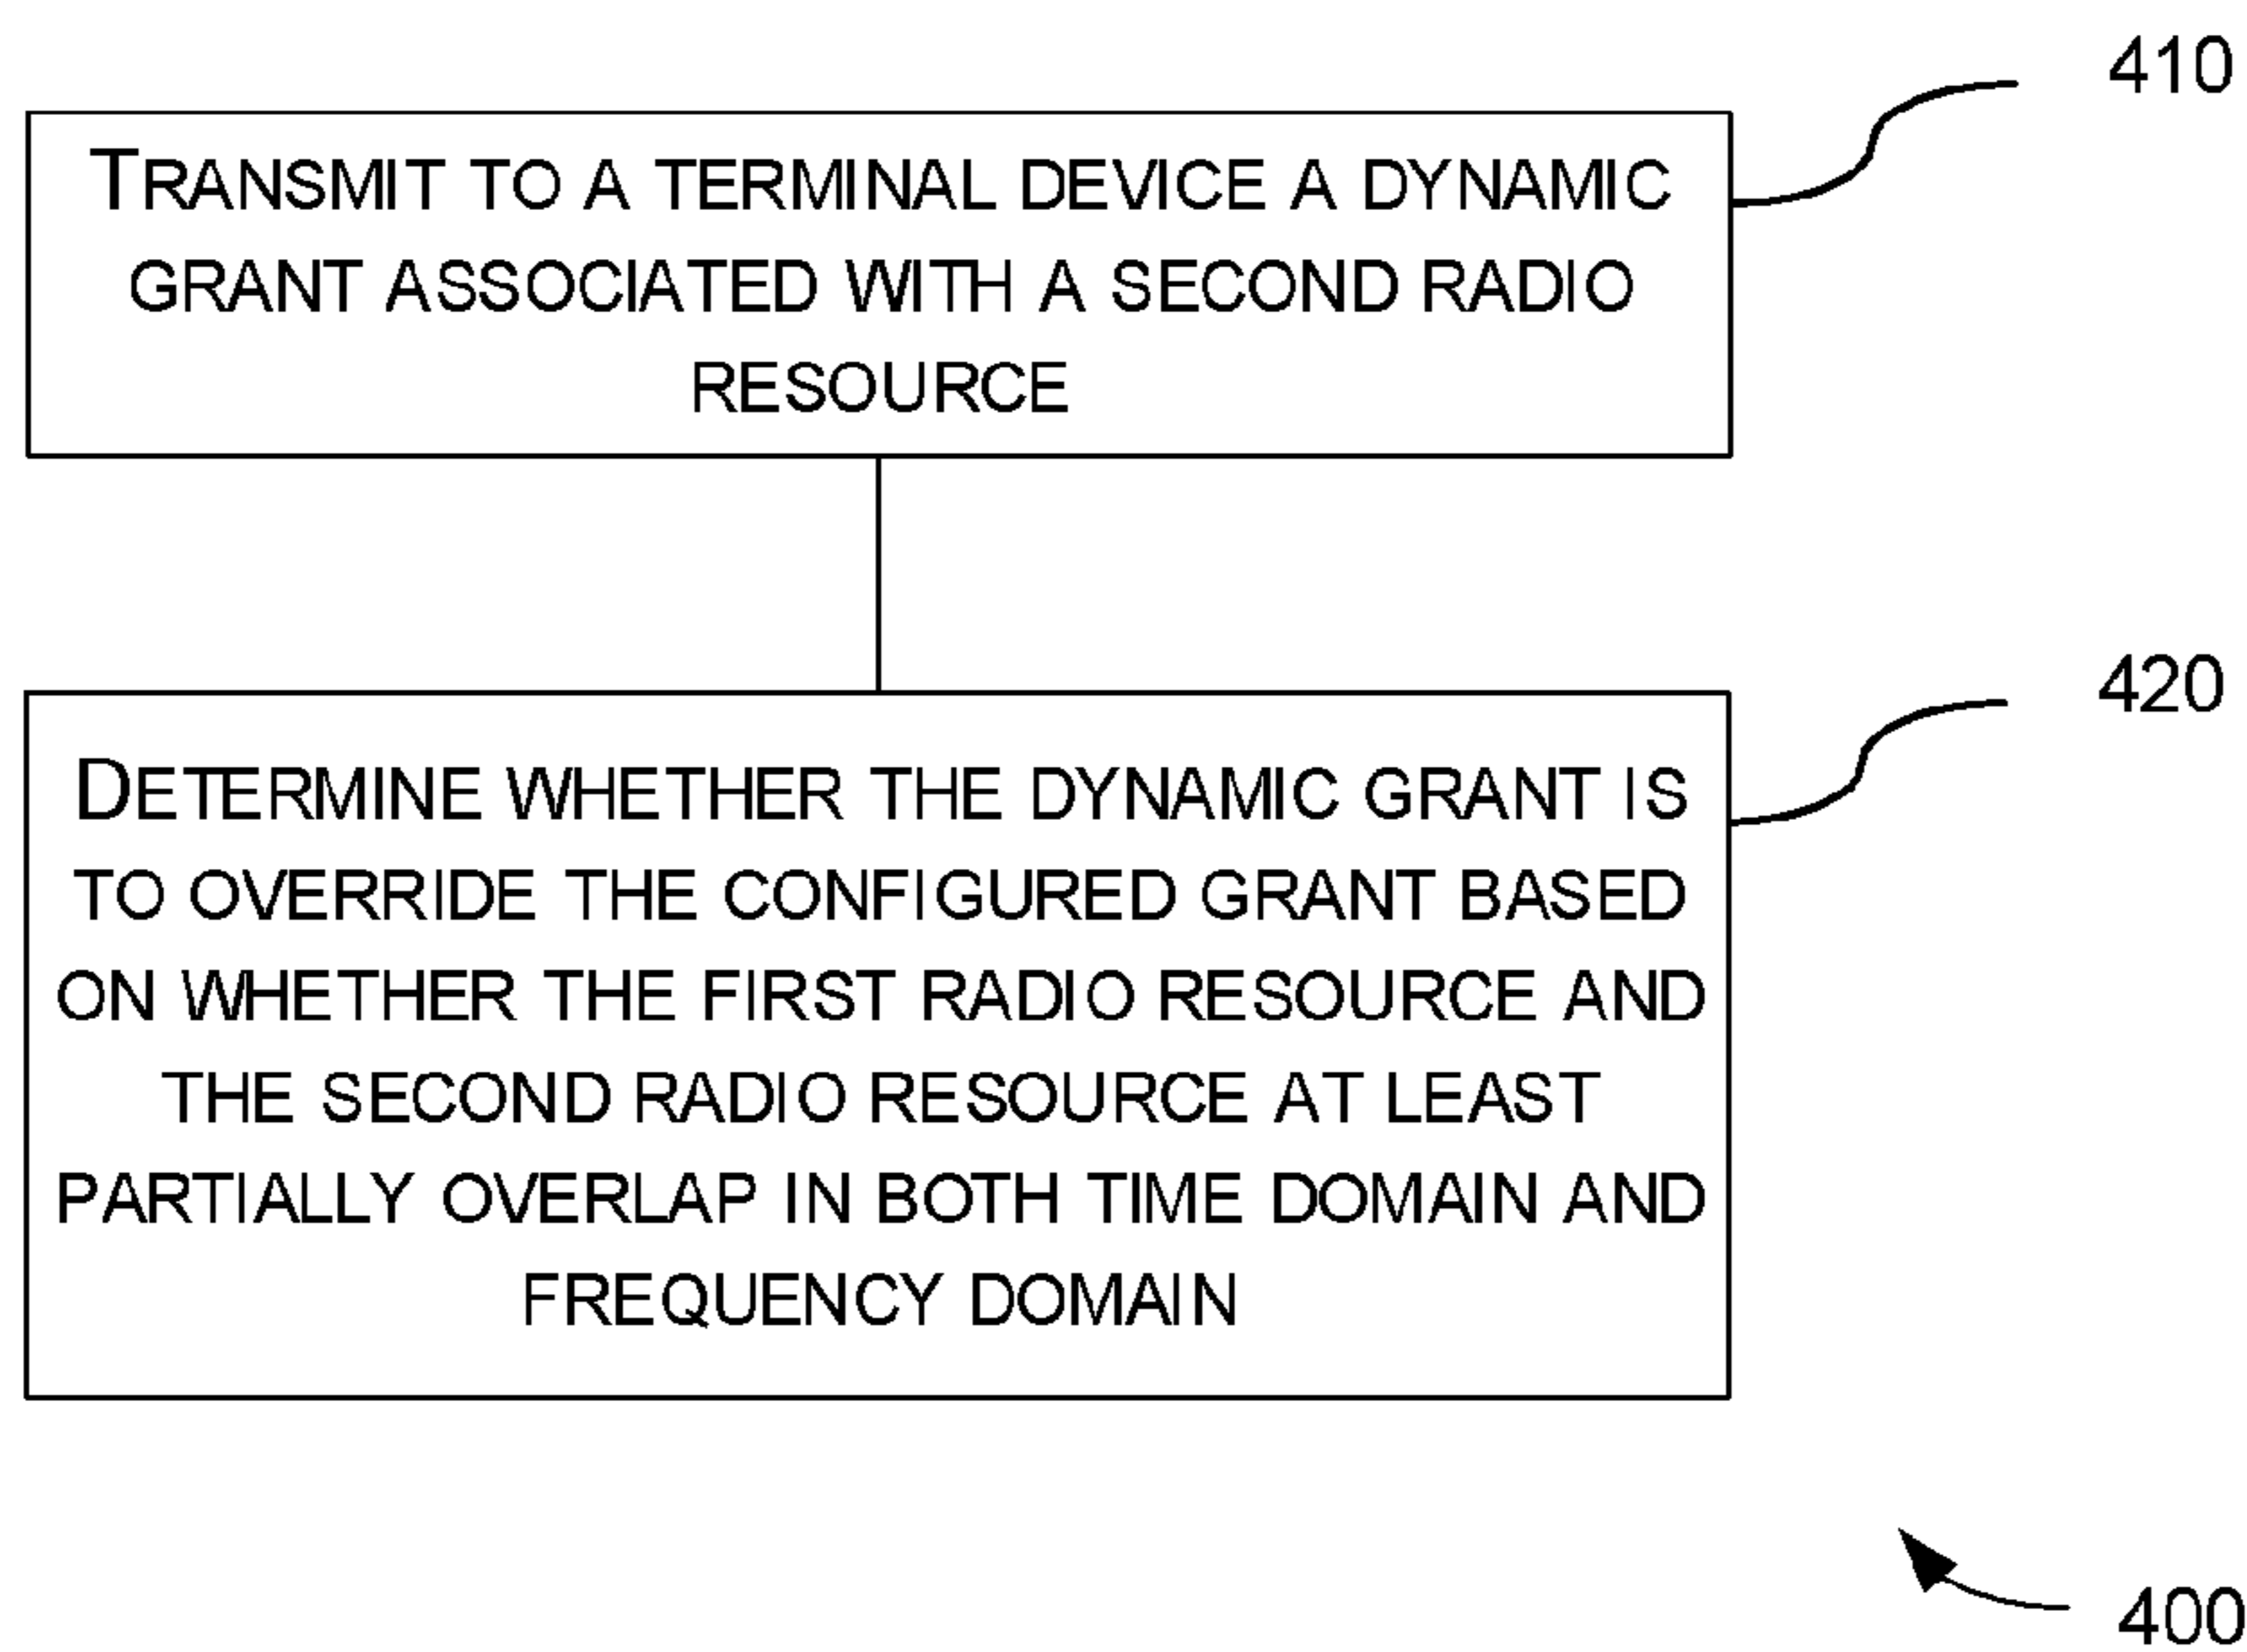 410
TRANSMIT TO A TERMINAL DEVICE A DYNAMIC
GRANT ASSOCIATED WITH A SECOND RADIO
RESOURCE
420
DETERMINE WHETHER THE DYNAMIC GRANT IS
TO OVERRIDE THE CONFIGURED GRANT BASED
ON WHETHER THE FIRST RADIO RESOURCE AND
THE SECOND RADIO RESOURCE AT LEAST
PARTIALLY OVERLAP IN BOTH TIME DOMAIN AND
FREQUENCY DOMAIN
400